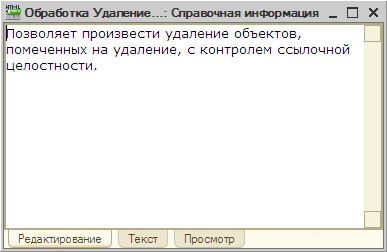 Обработка Удаление...: Справочная информация
Позволяет произвести удаление объектов,
помеченных на удаление, с контролем ссылочной
целостности.
Редактирование Текст Просмотр